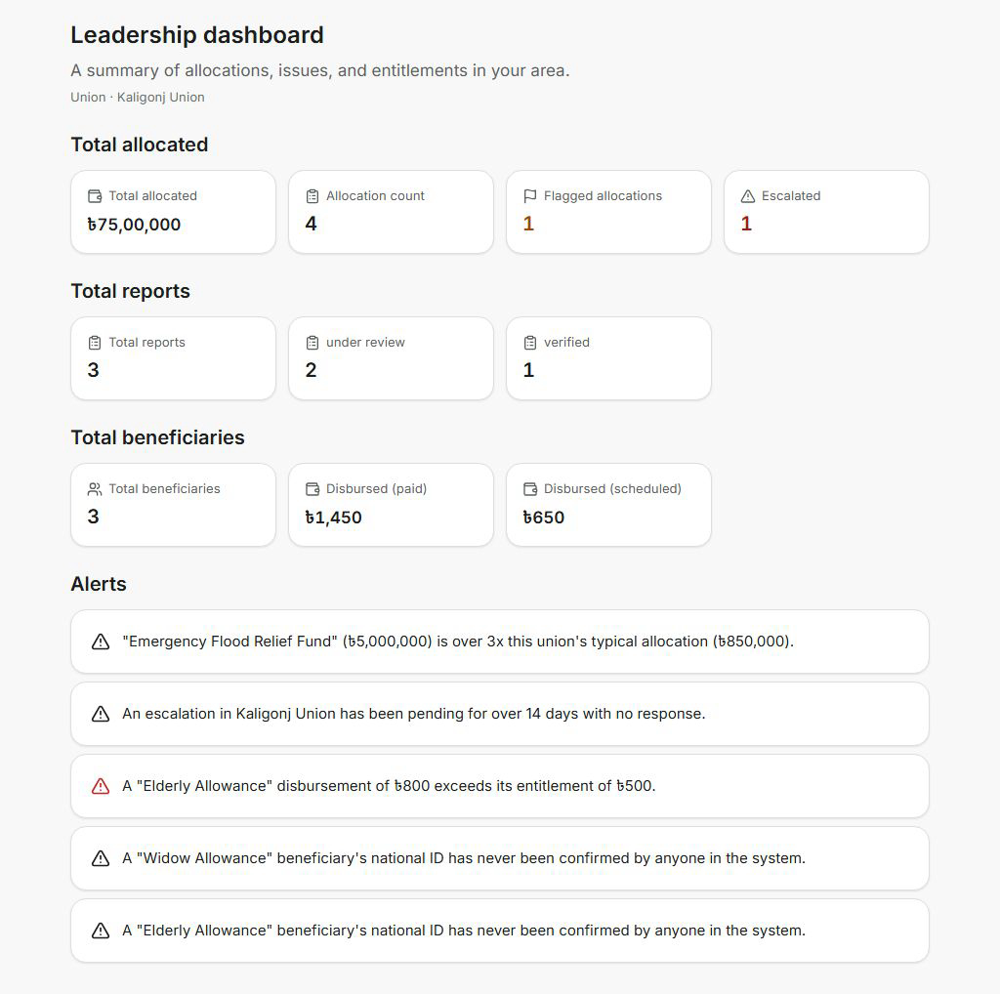 Leadership dashboard
A summary of allocations, issues, and entitlements in your area.
Union · Kaligonj Union
Total allocated
Total allocated
৳75,00,000
Allocation count
4
Flagged allocations
1
Escalated
1
Total reports
Total reports
3
under review
2
verified
1
Total beneficiaries
Total beneficiaries
3
Disbursed (paid)
৳1,450
Disbursed (scheduled)
৳650
Alerts
"Emergency Flood Relief Fund" (৳5,000,000) is over 3x this union's typical allocation (৳850,000).
An escalation in Kaligonj Union has been pending for over 14 days with no response.
A "Elderly Allowance" disbursement of ৳800 exceeds its entitlement of ৳500.
A "Widow Allowance" beneficiary's national ID has never been confirmed by anyone in the system.
A "Elderly Allowance" beneficiary's national ID has never been confirmed by anyone in the system.